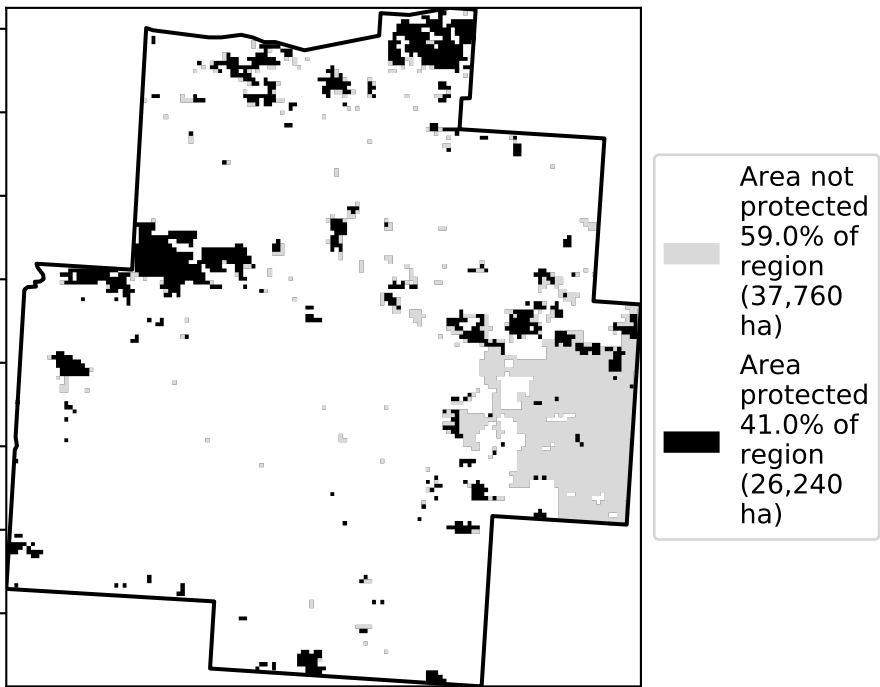 Area not
protected
59.0% of
region
(37,760
ha)
Area
protected
41.0% of
region
(26,240
ha)